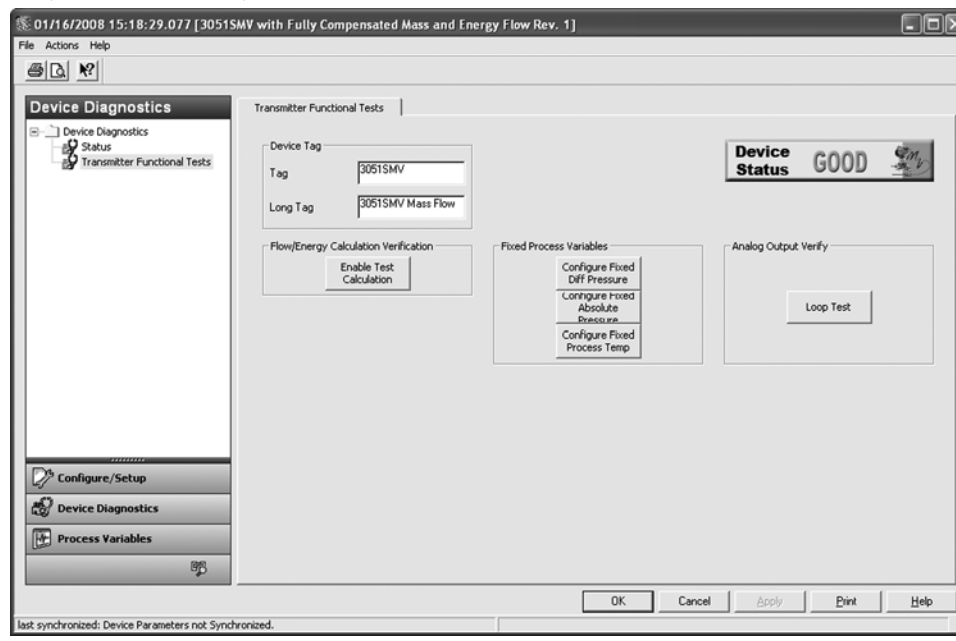 01/16/2008 15:18:29.077 [3051SMV with Fully Compensated Mass and Energy Flow Rev. 1]
File Actions Help
Device Diagnostics
Device Diagnostics
Status
Transmitter Functional Tests
Configure/Setup
Device Diagnostics
Process Variables
Transmitter Functional Tests
Device Tag
Tag 3051SMV
Long Tag 3051SMV Mass Flow
Device
Status GOOD
Flow/Energy Calculation Verification
Enable Test
Calculation
Fixed Process Variables
Configure Fixed
Diff Pressure
Configure Fixed
Absolute
Pressure
Configure Fixed
Process Temp
Analog Output Verify
Loop Test
OK Cancel Apply Print Help
last synchronized: Device Parameters not Synchronized.